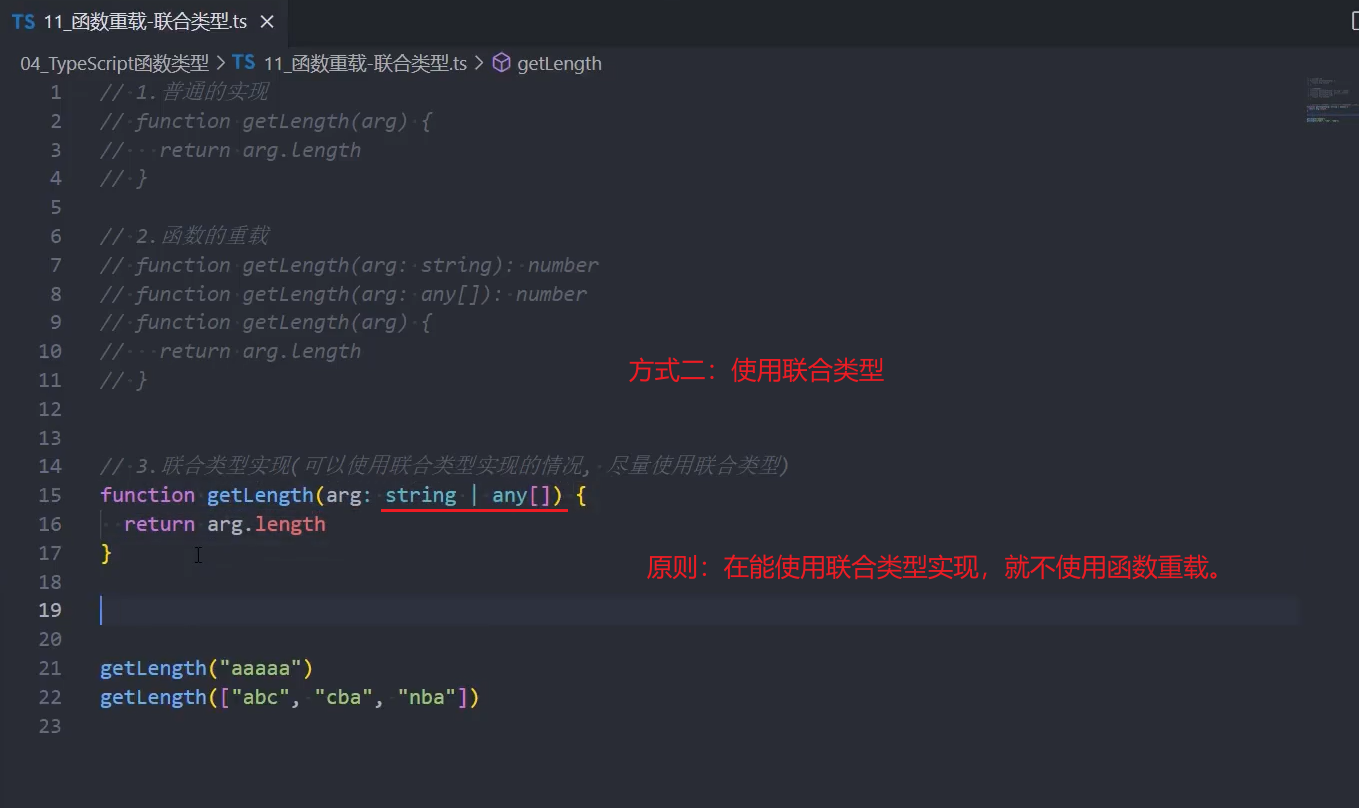 TS 11_函数重载-联合类型.ts ×
04_TypeScript函数类型 > TS 11_函数重载-联合类型.ts > getLength
1 // 1.普通的实现
2 // function getLength(arg) {
3 //   return arg.length
4 // }
5
6 // 2.函数的重载
7 // function getLength(arg: string): number
8 // function getLength(arg: any[]): number
9 // function getLength(arg) {
10 //   return arg.length
11 // }
方式二：使用联合类型
12
13
14 // 3.联合类型实现(可以使用联合类型实现的情况, 尽量使用联合类型)
15 function getLength(arg: string | any[]) {
16   return arg.length
17 }
原则：在能使用联合类型实现，就不使用函数重载。
18
19
20
21 getLength("aaaaa")
22 getLength(["abc", "cba", "nba"])
23